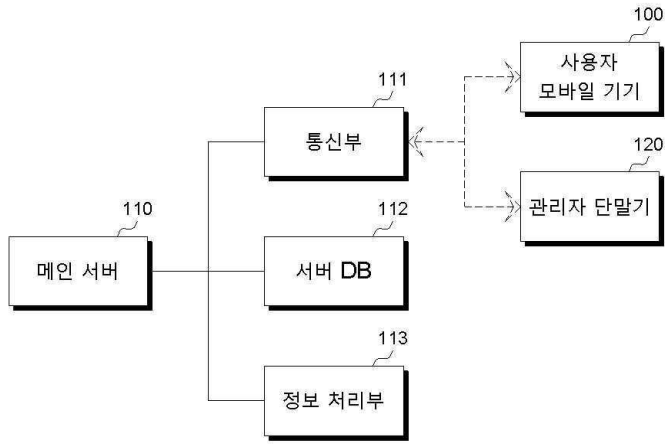 100
사용자
모바일 기기
111
통신부
120
관리자 단말기
110
메인 서버
112
서버 DB
113
정보 처리부